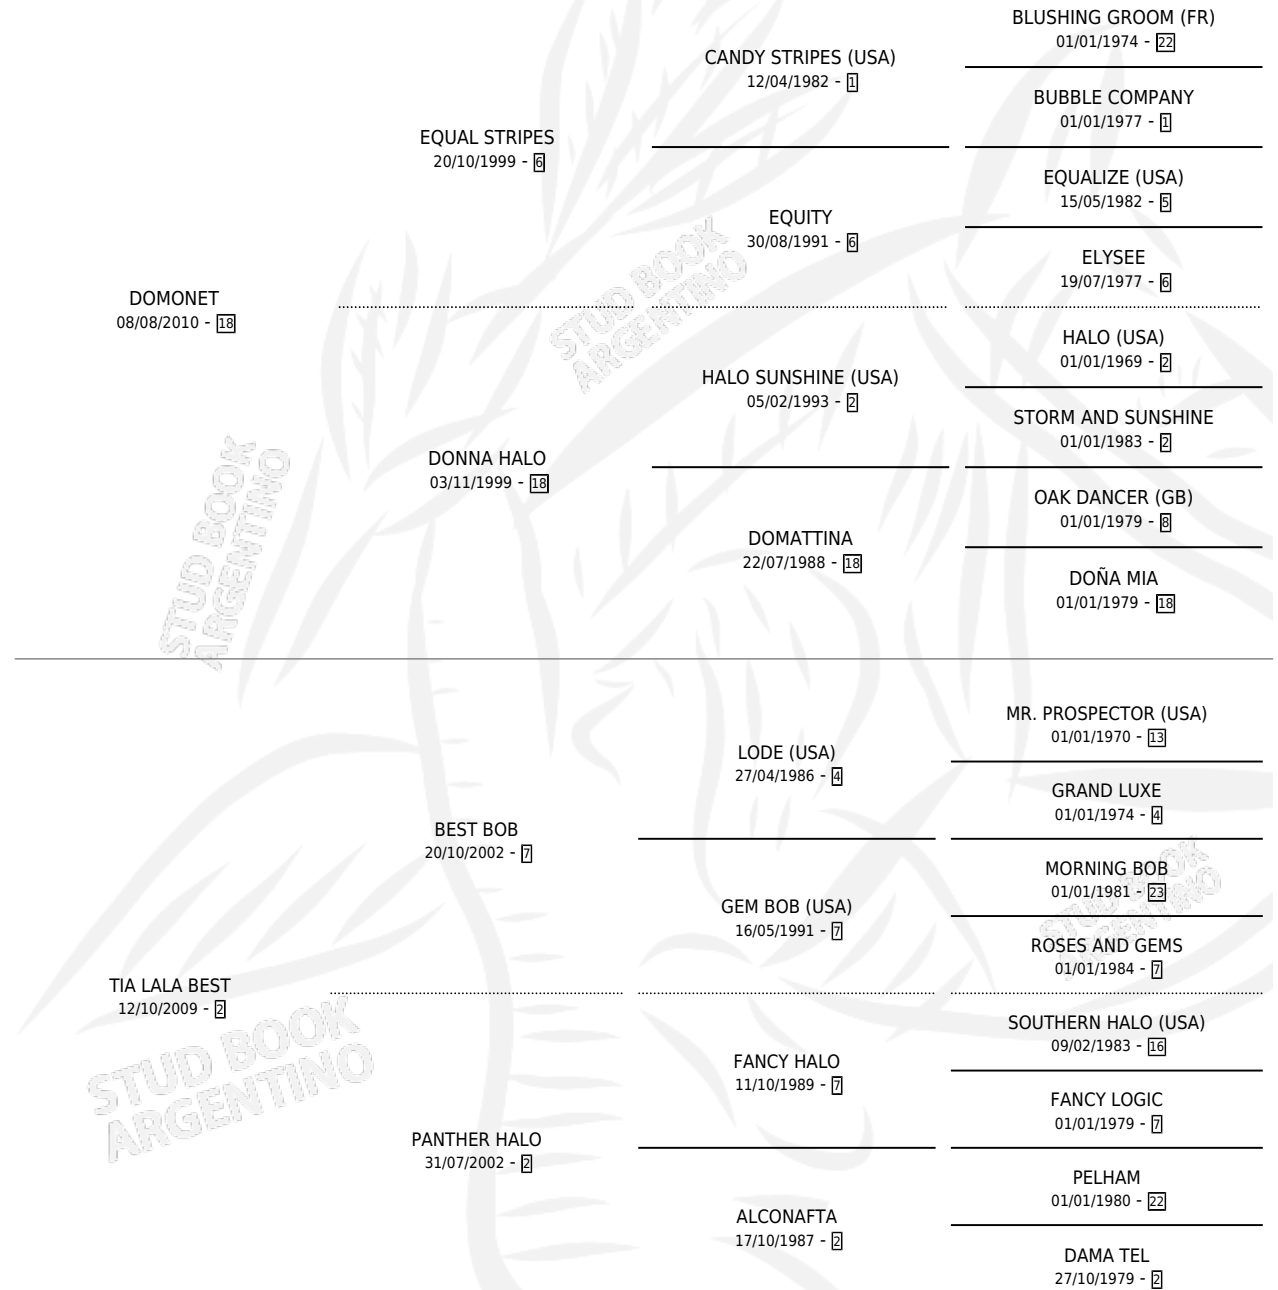 BLUSHING GROOM (FR)
01/01/1974 - 22
CANDY STRIPES (USA)
12/04/1982 - 1
BUBBLE COMPANY
01/01/1977 - 1
EQUAL STRIPES
20/10/1999 - 6
EQUALIZE (USA)
15/05/1982 - 5
EQUITY
30/08/1991 - 6
ELYSEE
19/07/1977 - 6
DOMONET
08/08/2010 - 18
HALO (USA)
01/01/1969 - 2
HALO SUNSHINE (USA)
05/02/1993 - 2
STORM AND SUNSHINE
01/01/1983 - 2
DONNA HALO
03/11/1999 - 18
OAK DANCER (GB)
01/01/1979 - 8
DOMATTINA
22/07/1988 - 18
DOÑA MIA
01/01/1979 - 18
MR. PROSPECTOR (USA)
01/01/1970 - 13
LODE (USA)
27/04/1986 - 4
GRAND LUXE
01/01/1974 - 4
BEST BOB
20/10/2002 - 7
MORNING BOB
01/01/1981 - 23
GEM BOB (USA)
16/05/1991 - 7
ROSES AND GEMS
01/01/1984 - 7
TIA LALA BEST
12/10/2009 - 2
SOUTHERN HALO (USA)
09/02/1983 - 16
FANCY HALO
11/10/1989 - 7
FANCY LOGIC
01/01/1979 - 7
PANTHER HALO
31/07/2002 - 2
PELHAM
01/01/1980 - 22
ALCONAFTA
17/10/1987 - 2
DAMA TEL
27/10/1979 - 2
STUD BOOK
ARGENTINO
STUD BOOK
ARGENTINO
STUD BOOK
ARGENTINO
STUD BOOK
ARGENTINO